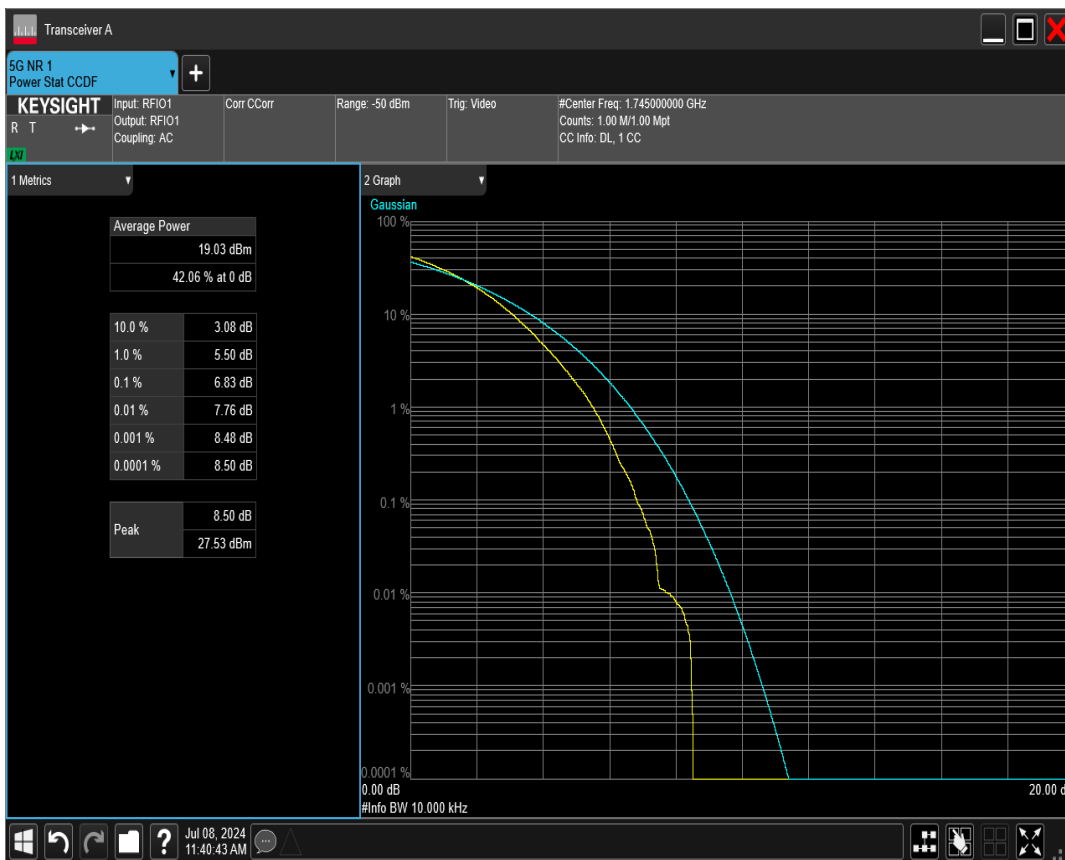 Transceiver A
5G NR 1
Power Stat CCDF
KEYSIGHT
R T
LXI
Input: RFIO1
Output: RFIO1
Coupling: AC
Corr CCorr
Range: -50 dBm
Trig: Video
#Center Freq: 1.745000000 GHz
Counts: 1.00 M/1.00 Mpt
CC Info: DL, 1 CC
1 Metrics
Average Power
19.03 dBm
42.06 % at 0 dB
10.0 % 3.08 dB
1.0 % 5.50 dB
0.1 % 6.83 dB
0.01 % 7.76 dB
0.001 % 8.48 dB
0.0001 % 8.50 dB
Peak
8.50 dB
27.53 dBm
2 Graph
Gaussian
100 %
10 %
1 %
0.1 %
0.01 %
0.001 %
0.0001 %
0.00 dB
20.00 d
#Info BW 10.000 kHz
?
Jul 08, 2024
11:40:43 AM